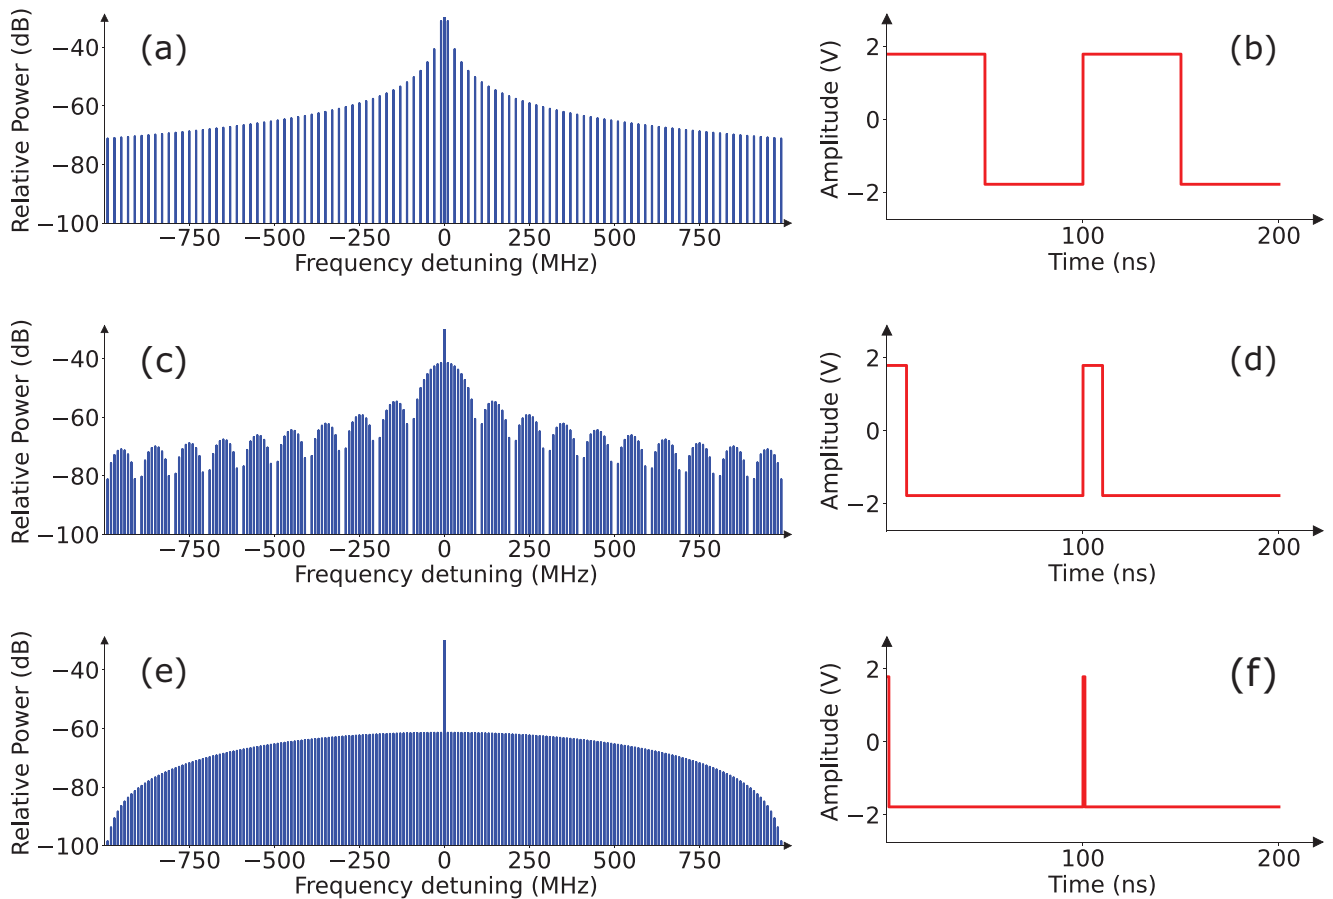 Relative Power (dB)
−40
−60
−80
−100
(a)
−750 −500 −250 0 250 500 750
Frequency detuning (MHz)
Amplitude (V)
2
0
−2
(b)
100 200
Time (ns)
Relative Power (dB)
−40
−60
−80
−100
(c)
−750 −500 −250 0 250 500 750
Frequency detuning (MHz)
Amplitude (V)
2
0
−2
(d)
100 200
Time (ns)
Relative Power (dB)
−40
−60
−80
−100
(e)
−750 −500 −250 0 250 500 750
Frequency detuning (MHz)
Amplitude (V)
2
0
−2
(f)
100 200
Time (ns)